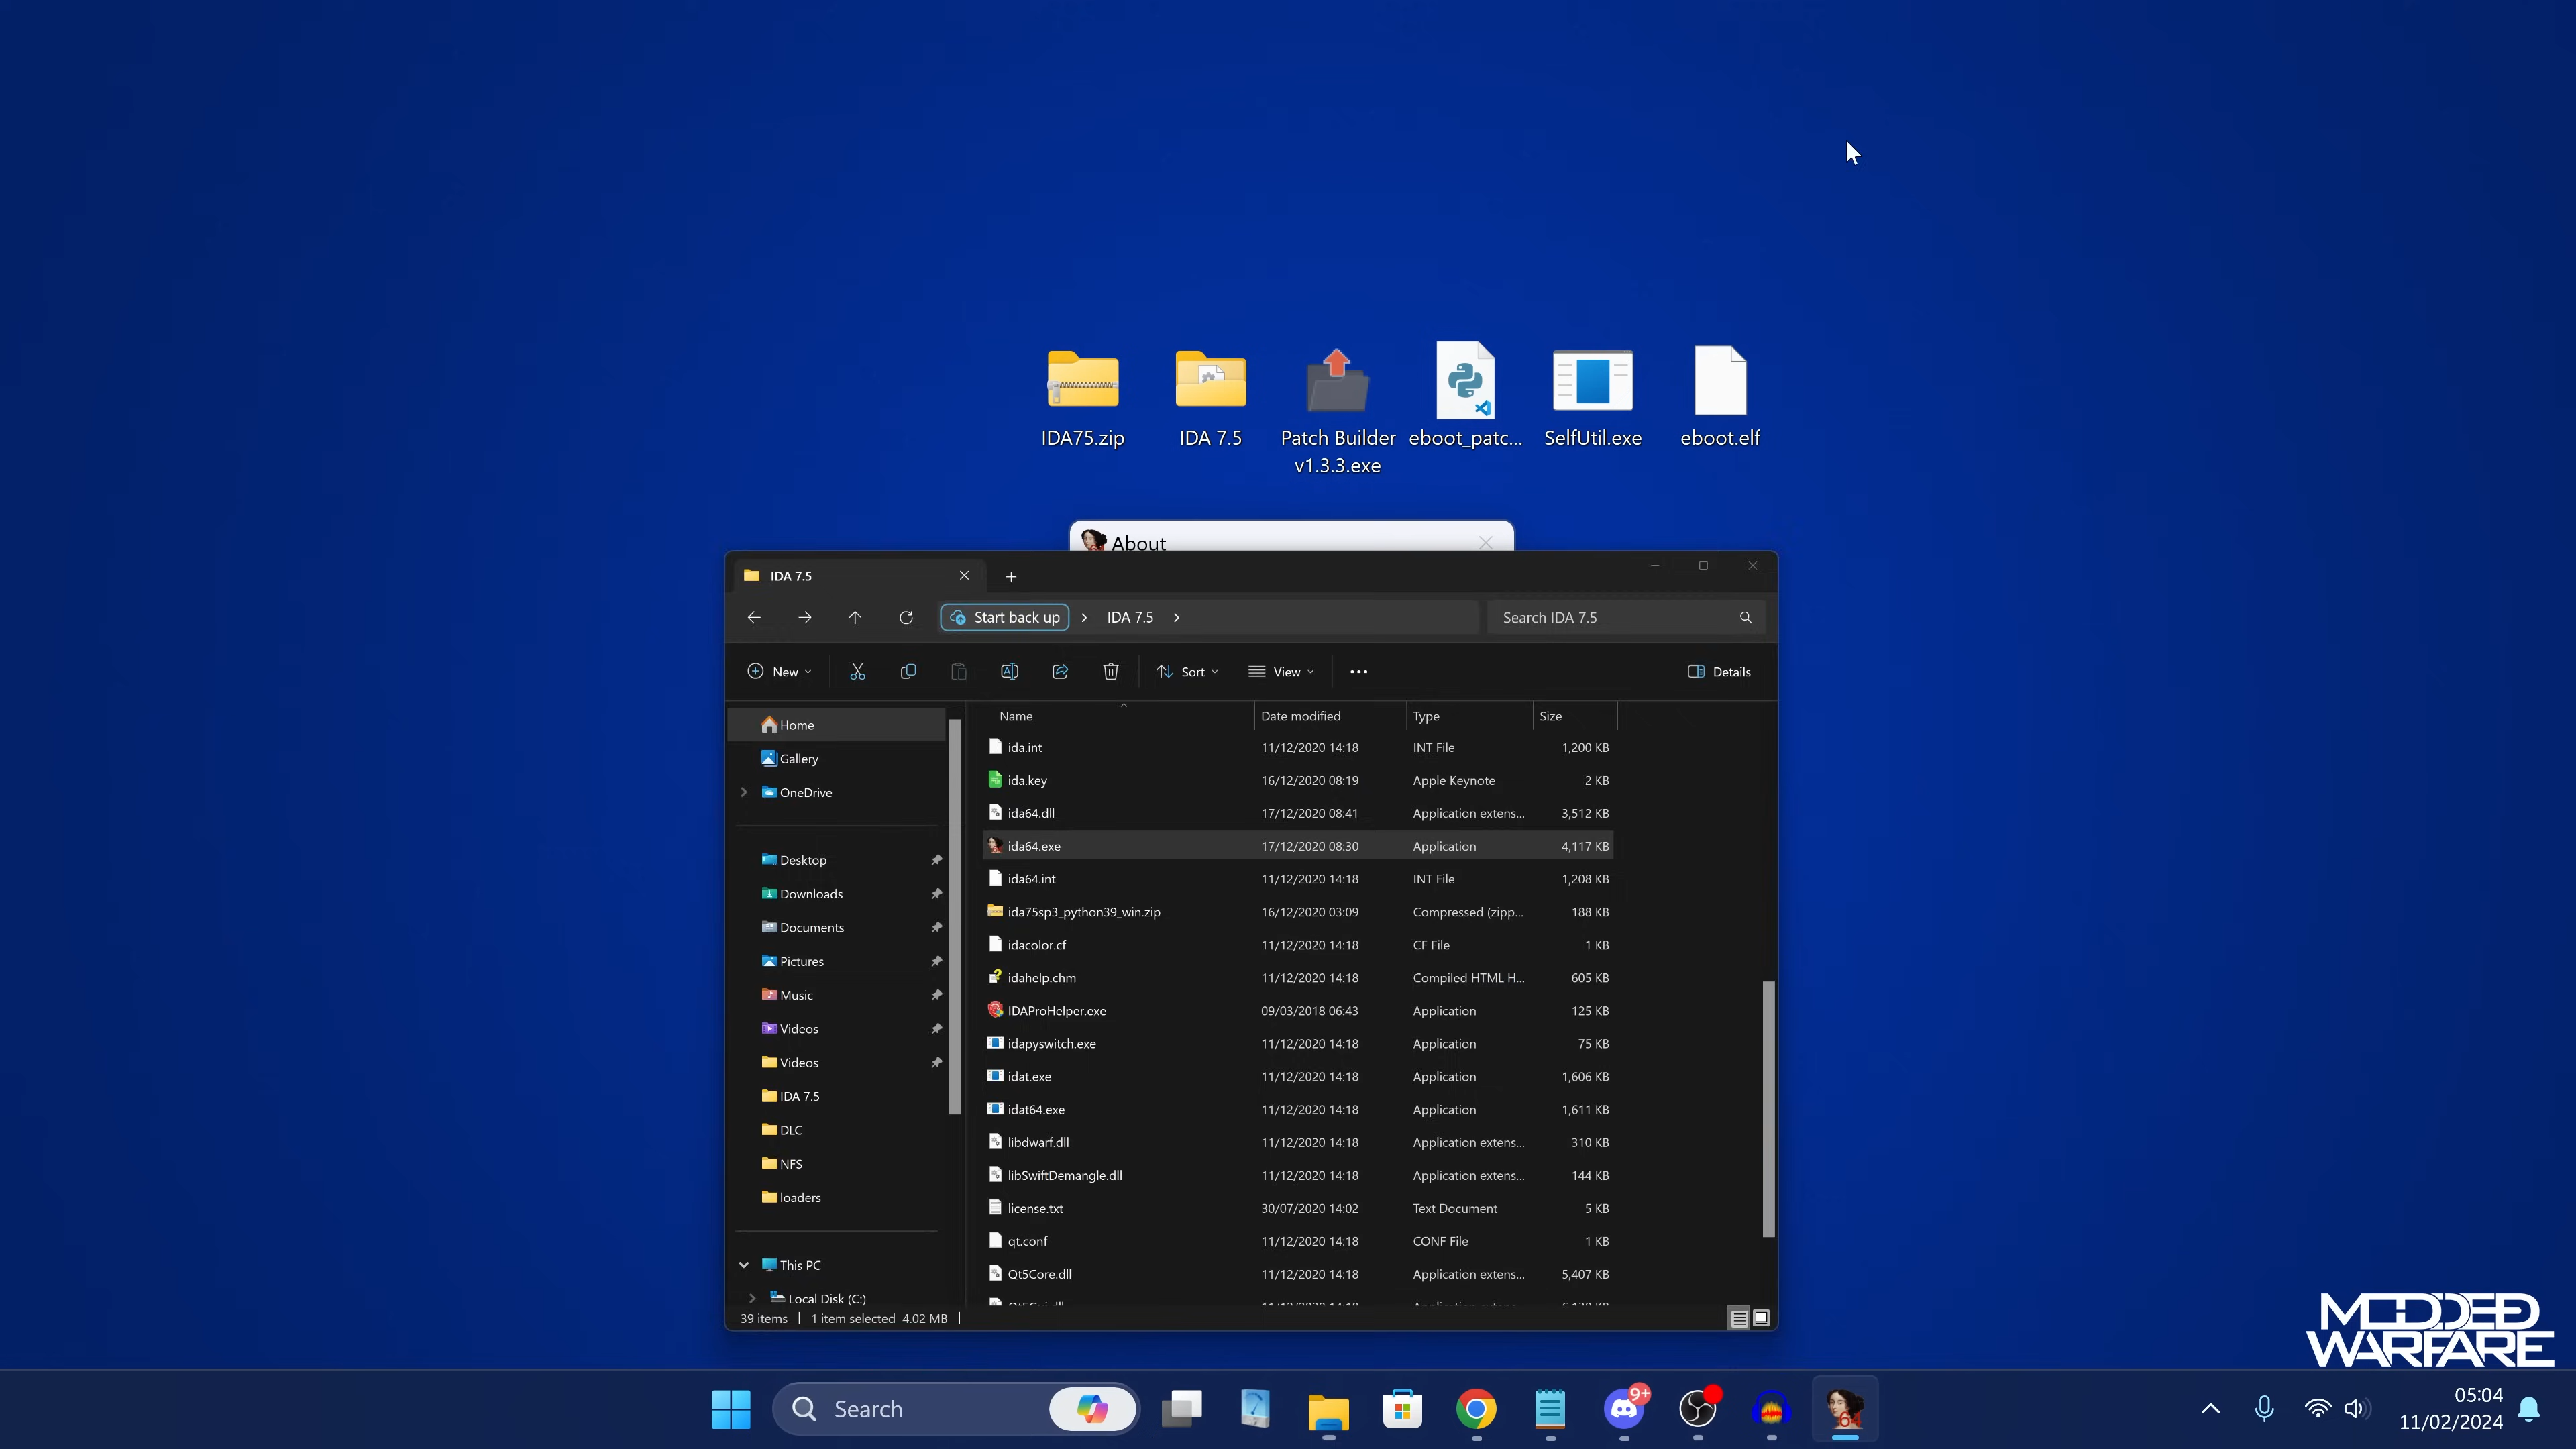 IDA75.zip
IDA 7.5
Patch Builder
v1.3.3.exe
eboot_patc...
SelfUtil.exe
eboot.elf
About
IDA 7.5
Start back up
IDA 7.5
Search IDA 7.5
New
Sort
View
Details
Home
Gallery
OneDrive
Desktop
Downloads
Documents
Pictures
Music
Videos
Videos
IDA 7.5
DLC
NFS
loaders
This PC
Local Disk (C:)
Name Date modified Type Size
ida.int 11/12/2020 14:18 INT File 1,200 KB
ida.key 16/12/2020 08:19 Apple Keynote 2 KB
ida64.dll 17/12/2020 08:41 Application extens... 3,512 KB
ida64.exe 17/12/2020 08:30 Application 4,117 KB
ida64.int 11/12/2020 14:18 INT File 1,208 KB
ida75sp3_python39_win.zip 16/12/2020 03:09 Compressed (zipp... 188 KB
idacolor.cf 11/12/2020 14:18 CF File 1 KB
idahelp.chm 11/12/2020 14:18 Compiled HTML H... 605 KB
IDAProHelper.exe 09/03/2018 06:43 Application 125 KB
idapyswitch.exe 11/12/2020 14:18 Application 75 KB
idat.exe 11/12/2020 14:18 Application 1,606 KB
idat64.exe 11/12/2020 14:18 Application 1,611 KB
libdwarf.dll 11/12/2020 14:18 Application extens... 310 KB
libSwiftDemangle.dll 11/12/2020 14:18 Application extens... 144 KB
license.txt 30/07/2020 14:02 Text Document 5 KB
qt.conf 11/12/2020 14:18 CONF File 1 KB
Qt5Core.dll 11/12/2020 14:18 Application extens... 5,407 KB
39 items 1 item selected 4.02 MB
MODDED
WARFARE
Search
9+
64
05:04
11/02/2024